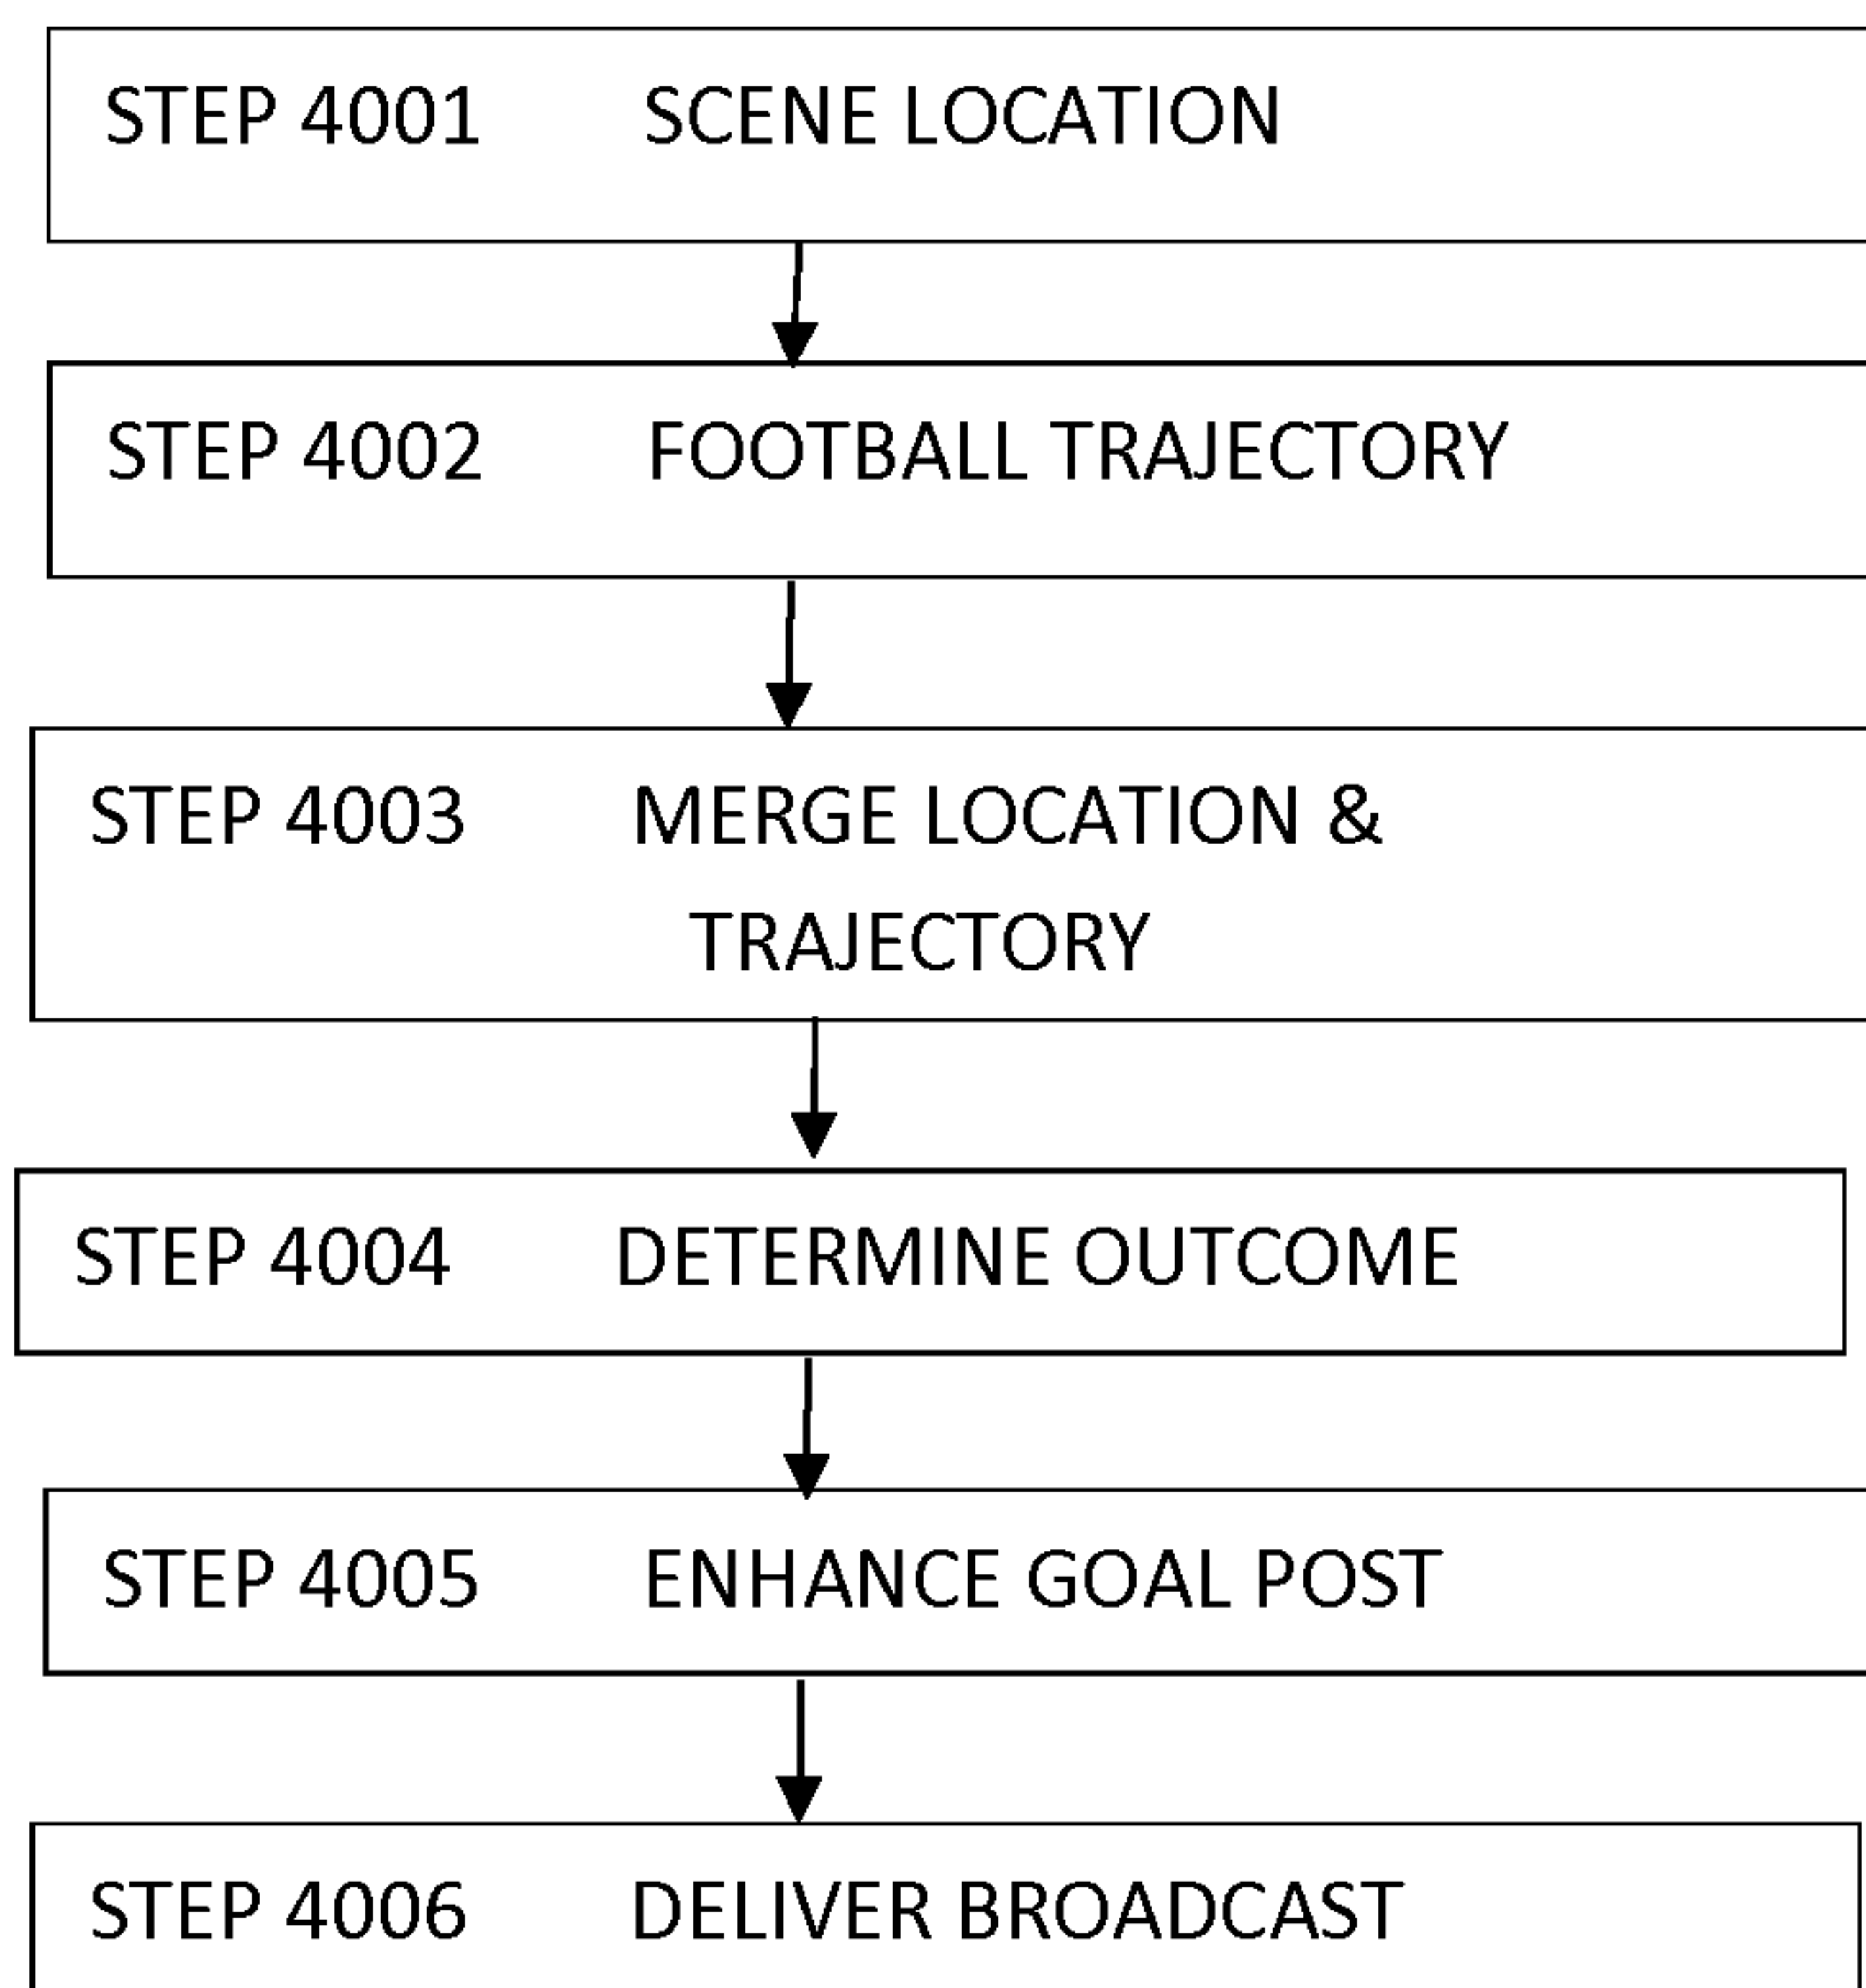 STEP 4001 SCENE LOCATION
STEP 4002 FOOTBALL TRAJECTORY
STEP 4003 MERGE LOCATION &
TRAJECTORY
STEP 4004 DETERMINE OUTCOME
STEP 4005 ENHANCE GOAL POST
STEP 4006 DELIVER BROADCAST